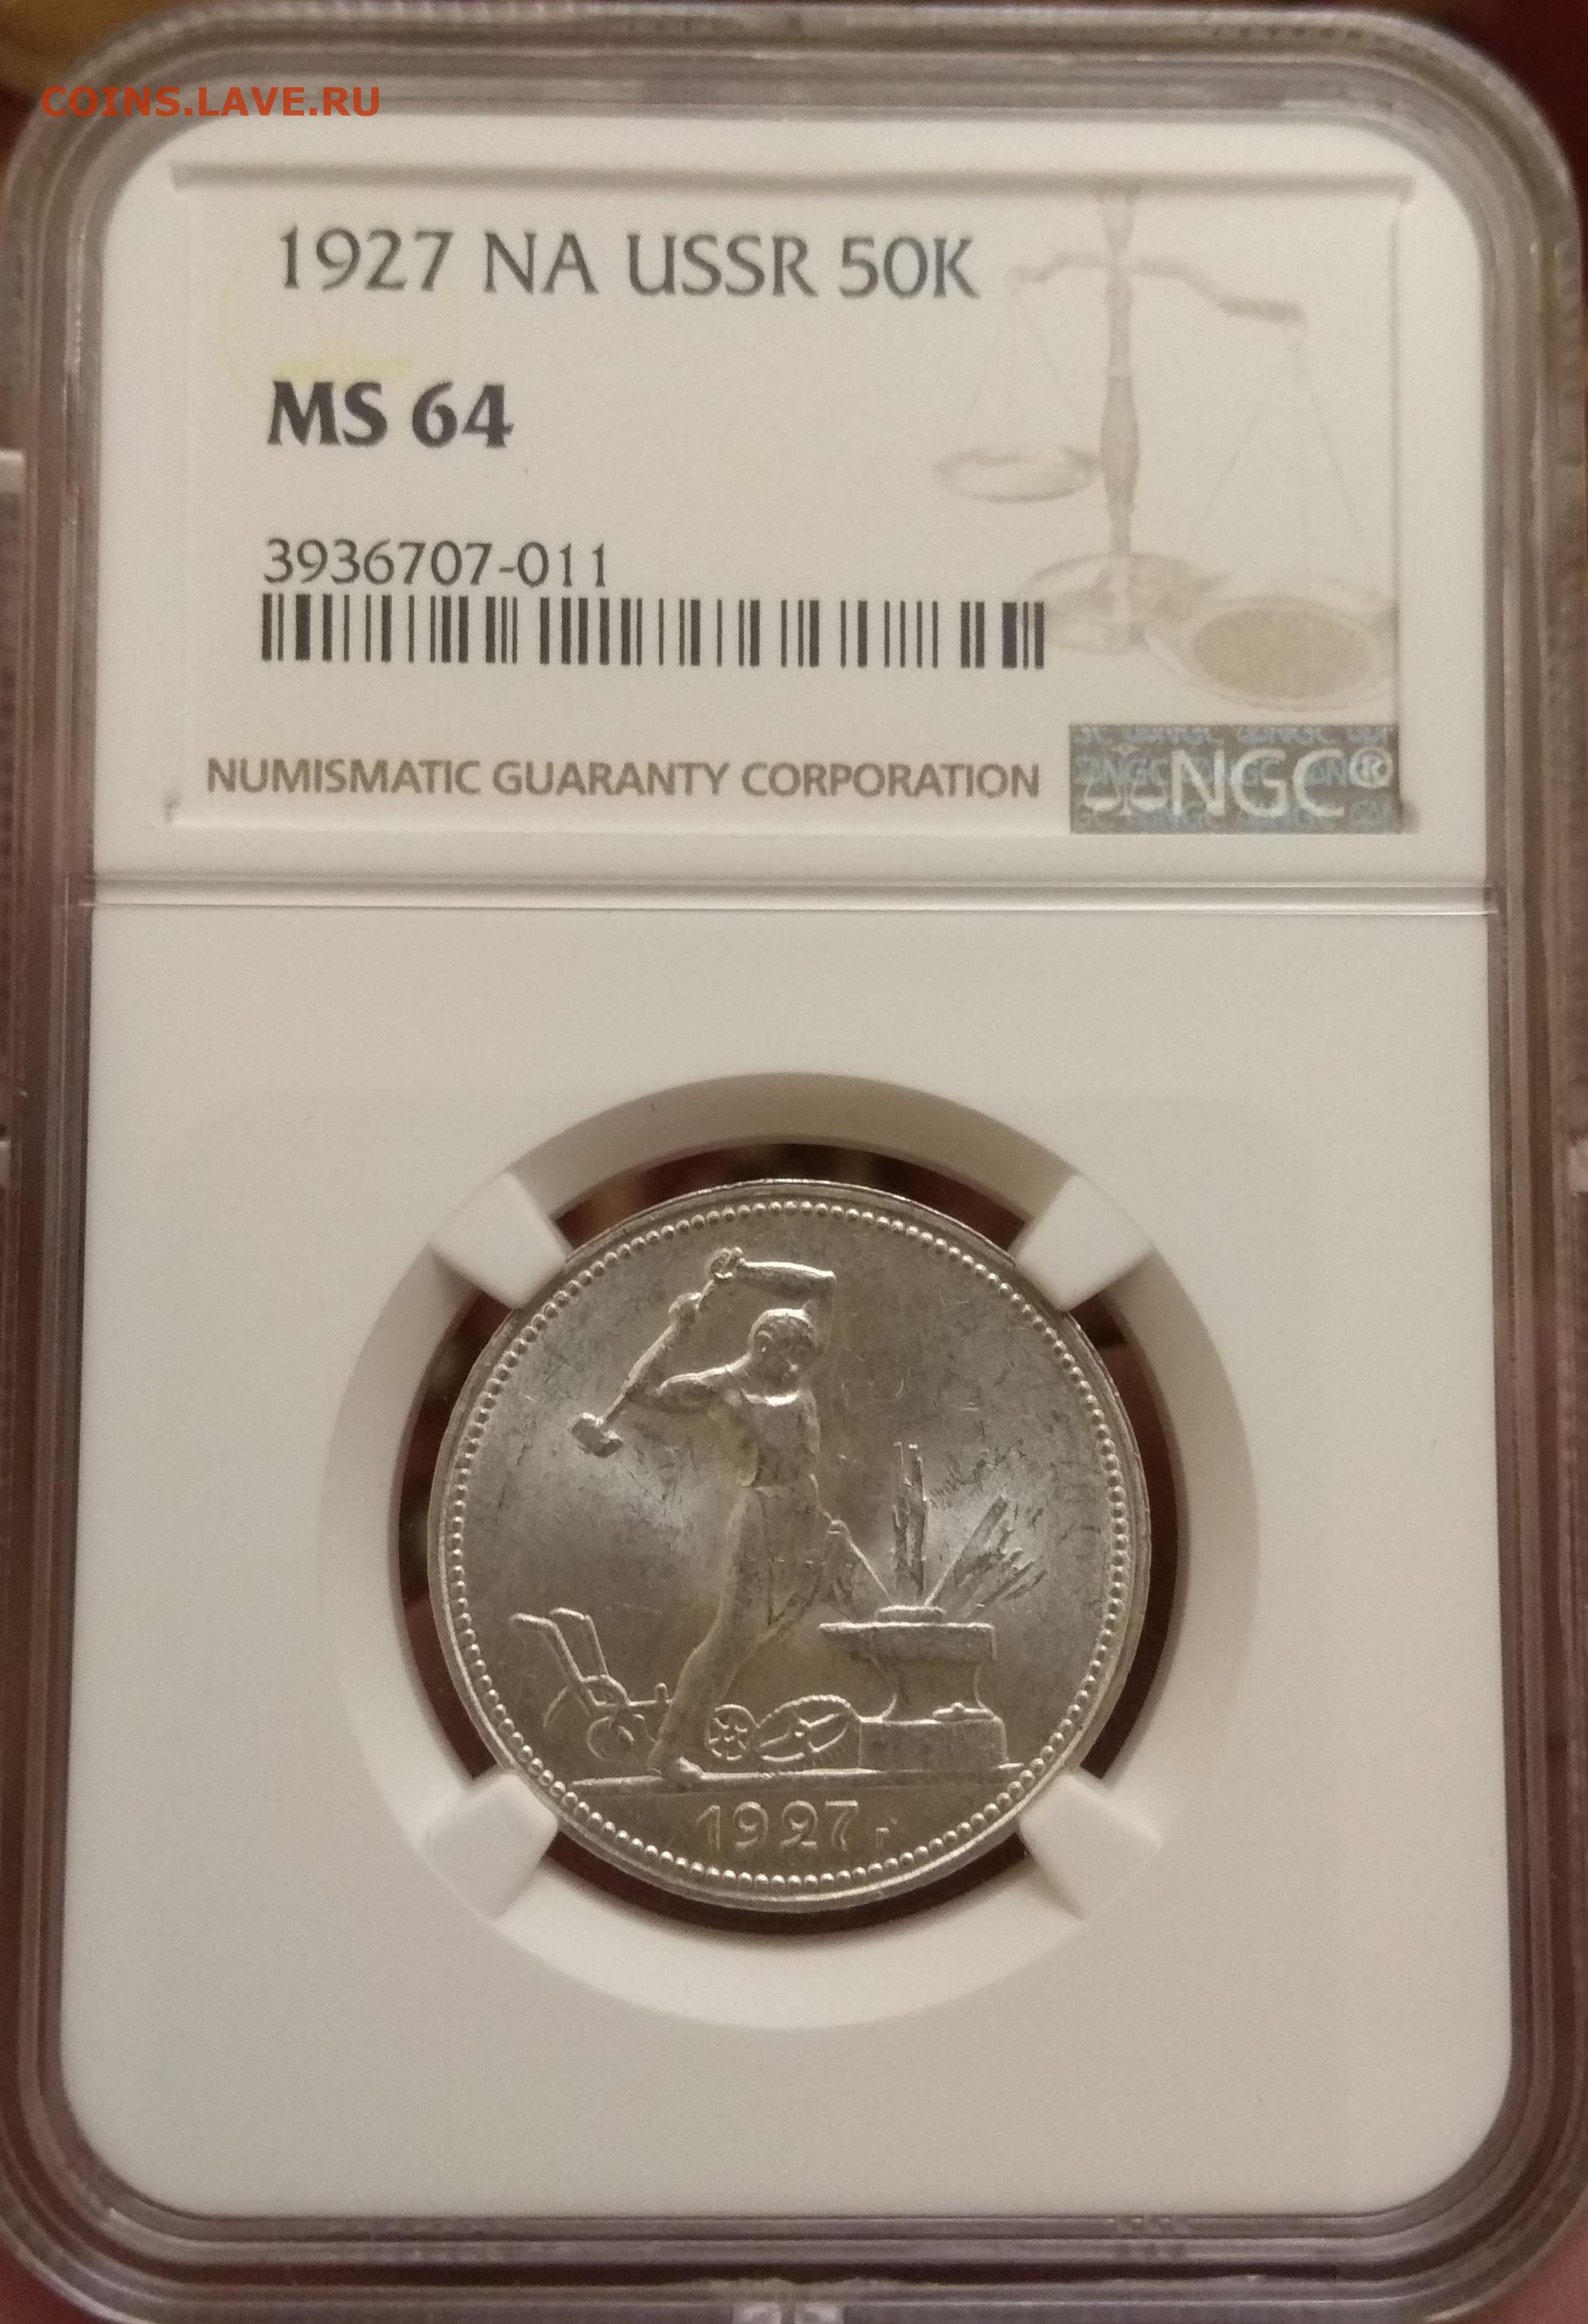 COINS.LAVE.RU
1927 NA USSR 50K
MS 64
3936707-011
NUMISMATIC GUARANTY CORPORATION
NGC®
1927 г.